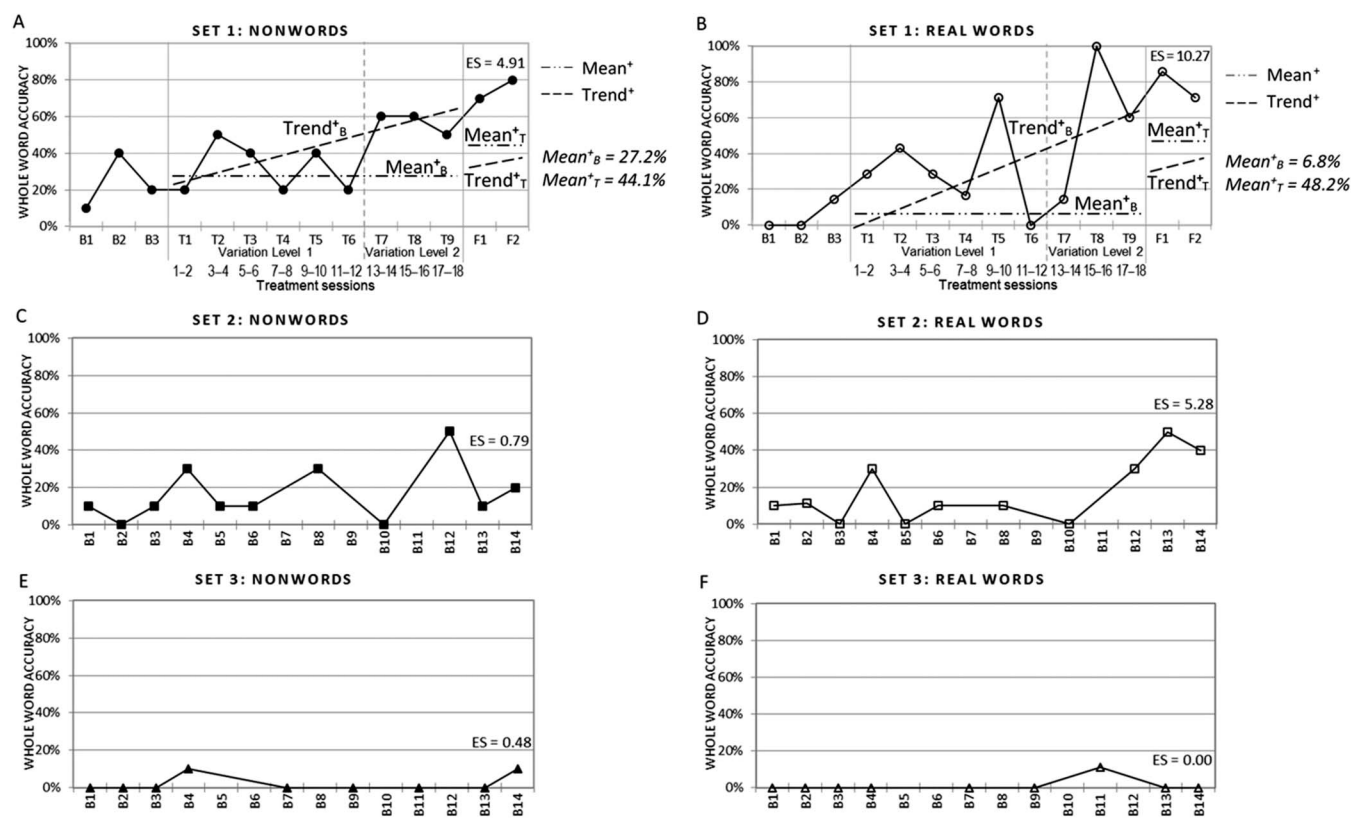 A
SET 1: NONWORDS
WHOLE WORD ACCURACY
100%
80%
60%
40%
20%
0%
ES = 4.91
Mean+
Trend+
Trend+B
Mean+B
Mean+T
Trend+T
Mean+B = 27.2%
Mean+T = 44.1%
B1 B2 B3 T1 T2 T3 T4 T5 T6 T7 T8 T9 F1 F2
Variation Level 1 Variation Level 2
1–2 3–4 5–6 7–8 9–10 11–12 13–14 15–16 17–18
Treatment sessions
B
SET 1: REAL WORDS
WHOLE WORD ACCURACY
100%
80%
60%
40%
20%
0%
ES = 10.27
Mean+
Trend+
Trend+B
Mean+B
Mean+T
Trend+T
Mean+B = 6.8%
Mean+T = 48.2%
B1 B2 B3 T1 T2 T3 T4 T5 T6 T7 T8 T9 F1 F2
Variation Level 1 Variation Level 2
1–2 3–4 5–6 7–8 9–10 11–12 13–14 15–16 17–18
Treatment sessions
C
SET 2: NONWORDS
WHOLE WORD ACCURACY
100%
80%
60%
40%
20%
0%
ES = 0.79
B1 B2 B3 B4 B5 B6 B7 B8 B9 B10 B11 B12 B13 B14
D
SET 2: REAL WORDS
WHOLE WORD ACCURACY
100%
80%
60%
40%
20%
0%
ES = 5.28
B1 B2 B3 B4 B5 B6 B7 B8 B9 B10 B11 B12 B13 B14
E
SET 3: NONWORDS
WHOLE WORD ACCURACY
100%
80%
60%
40%
20%
0%
ES = 0.48
B1 B2 B3 B4 B5 B6 B7 B8 B9 B10 B11 B12 B13 B14
F
SET 3: REAL WORDS
WHOLE WORD ACCURACY
100%
80%
60%
40%
20%
0%
ES = 0.00
B1 B2 B3 B4 B5 B6 B7 B8 B9 B10 B11 B12 B13 B14